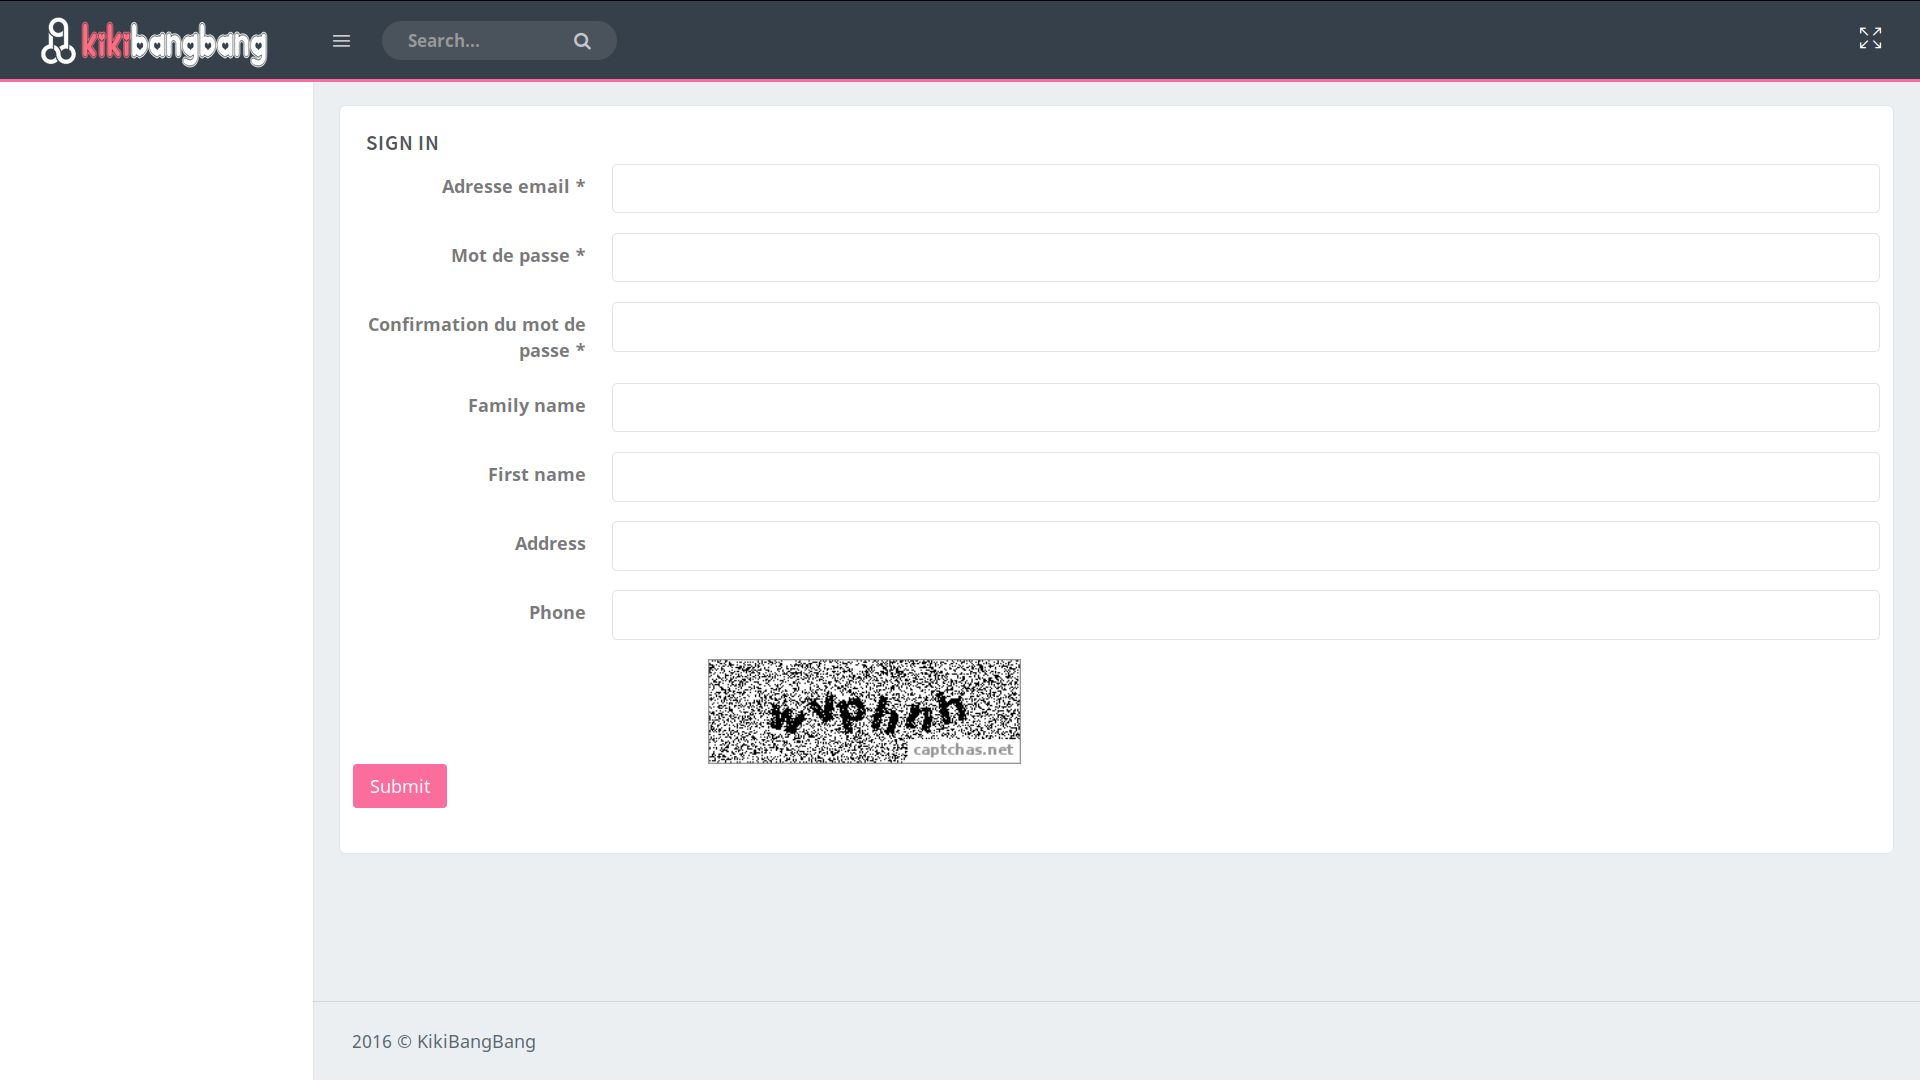 kikibangbang
Search...
SIGN IN
Adresse email *
Mot de passe *
Confirmation du mot de
passe *
Family name
First name
Address
Phone
wvphnh
captchas.net
Submit
2016 © KikiBangBang